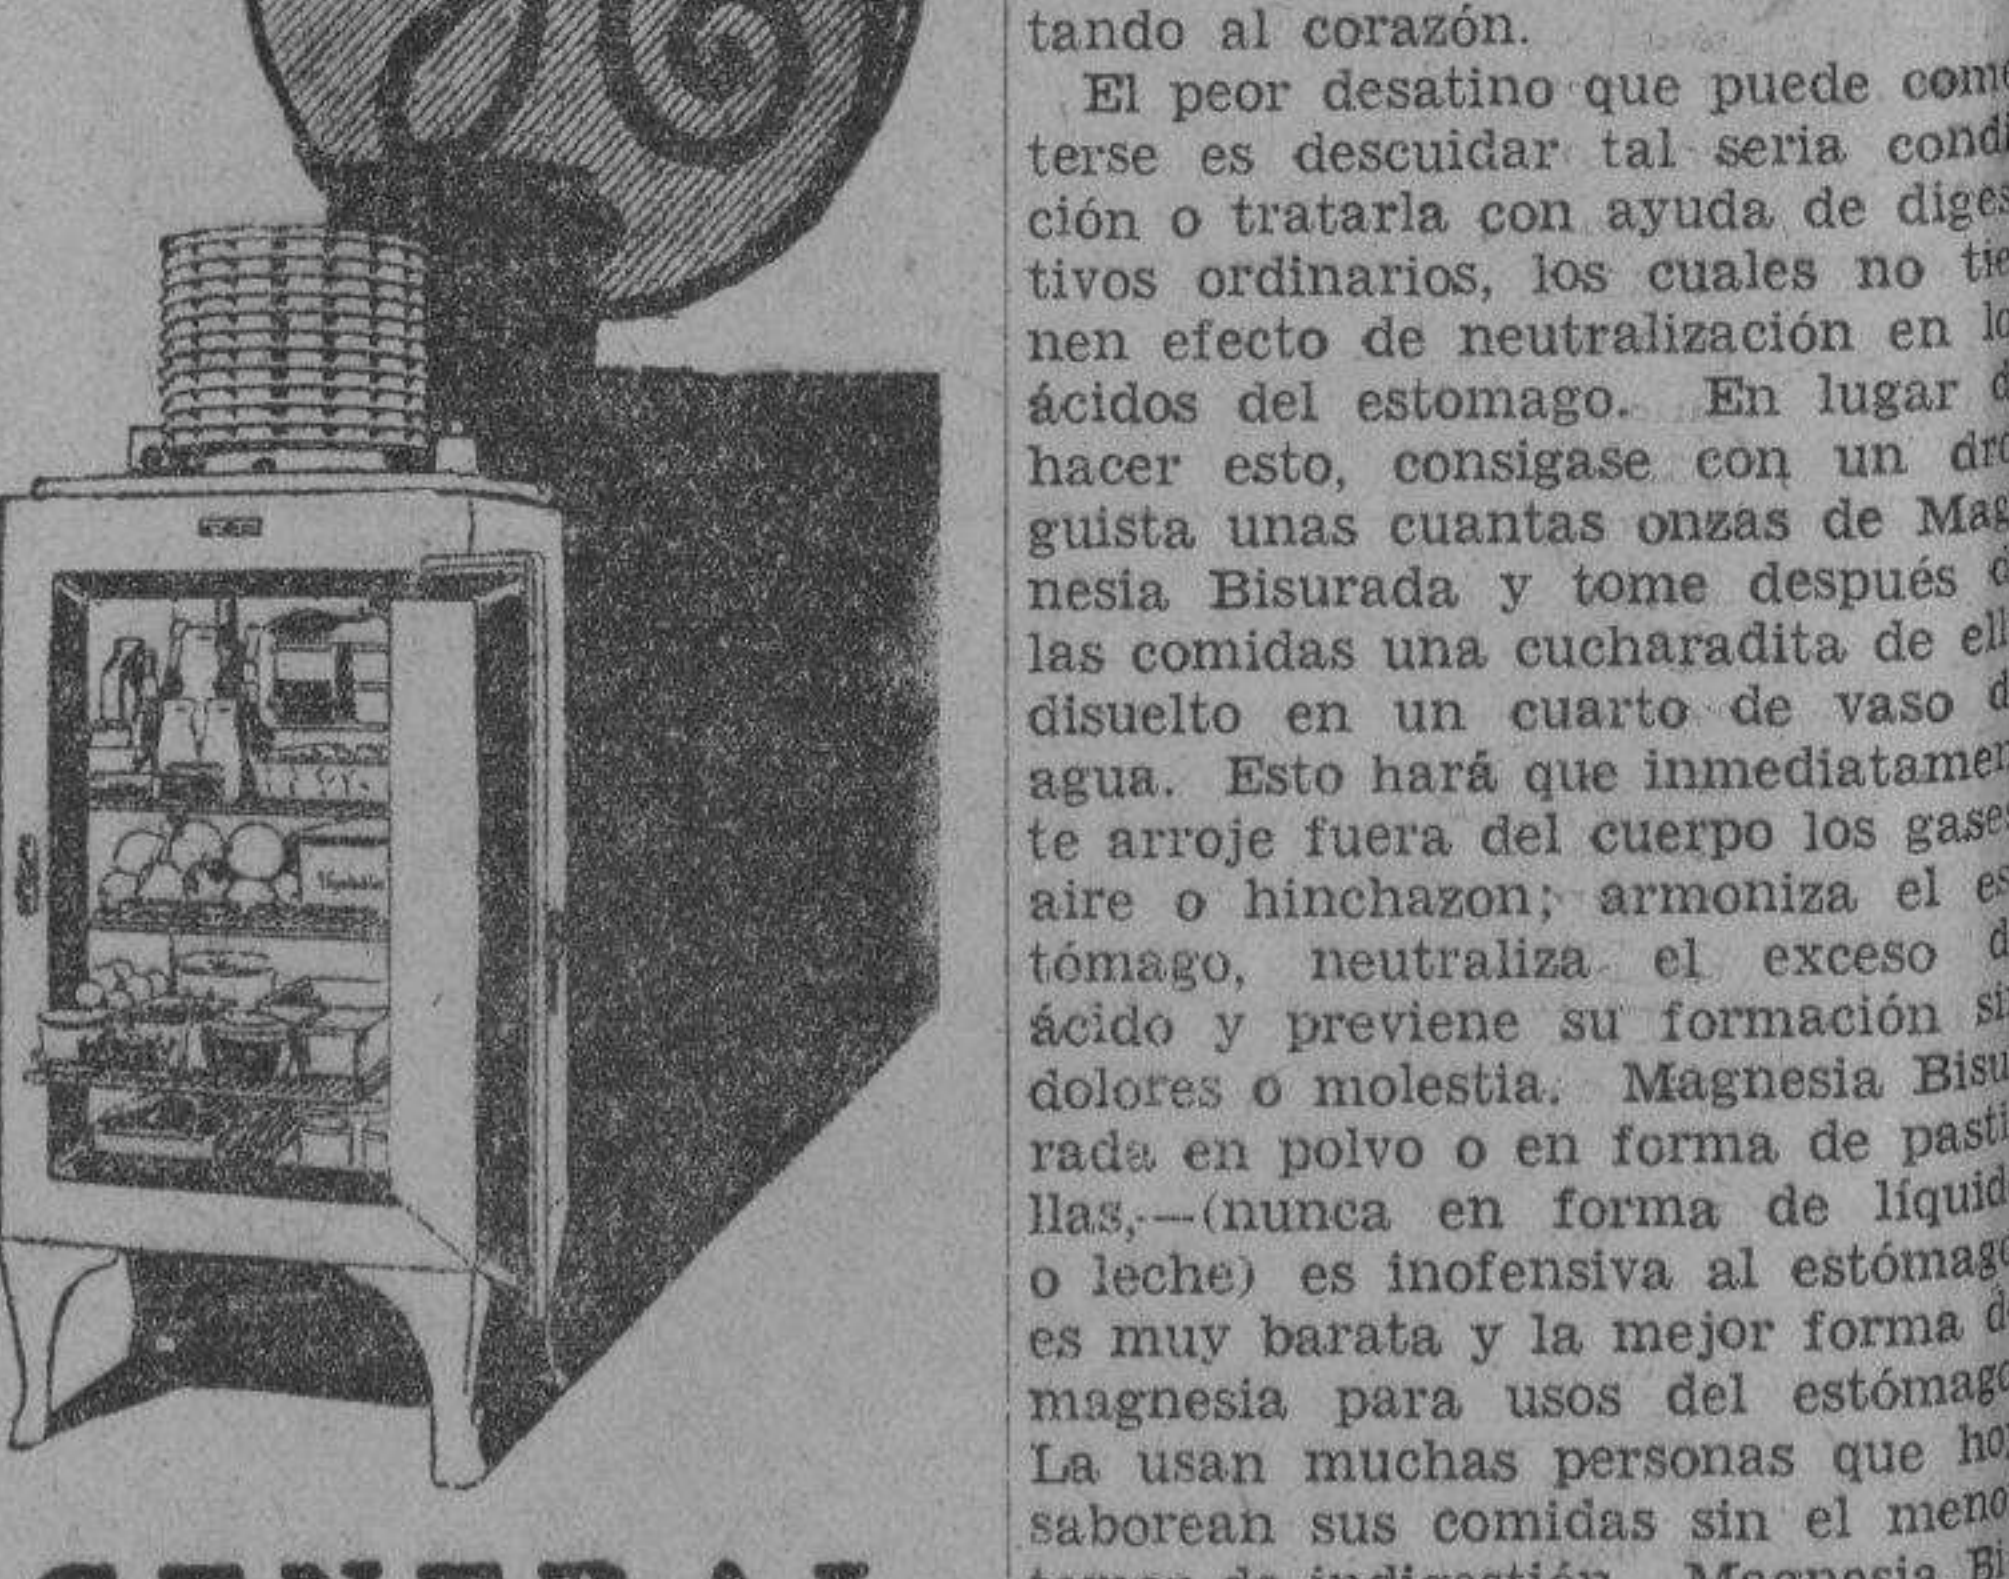 GENERAL
tando al corazón.
El peor desatino que puede come
terse es descuidar tal seria condi
ción o tratarla con ayuda de diges
tivos ordinarios, los cuales no tie
nen efecto de neutralización en lo
ácidos del estomago. En lugar d
hacer esto, consigase con un dro
guista unas cuantas onzas de Mag
nesia Bisurada y tome después d
las comidas una cucharadita de ell
disuelto en un cuarto de vaso d
agua. Esto hará que inmediatamen
te arroje fuera del cuerpo los gase
aire o hinchazon; armoniza el es
tómago, neutraliza el exceso d
ácido y previene su formación si
dolores o molestia. Magnesia Bisu
rada en polvo o en forma de pasti
llas,—(nunca en forma de líquid
o leche) es inofensiva al estómago
es muy barata y la mejor forma d
magnesia para usos del estómago
La usan muchas personas que hoy
saborean sus comidas sin el meno
de indigestión. Magnesia Bi